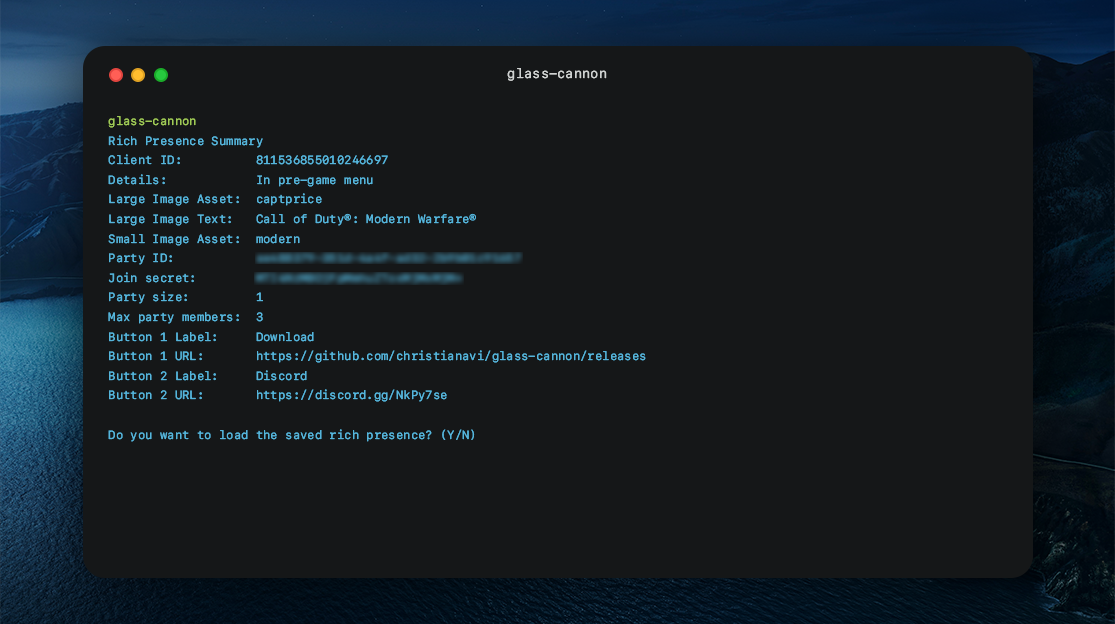 glass-cannon
glass-cannon
Rich Presence Summary
Client ID: 811536855010246697
Details: In pre-game menu
Large Image Asset: captprice
Large Image Text: Call of Duty®: Modern Warfare®
Small Image Asset: modern
Party ID:
Join secret:
Party size: 1
Max party members: 3
Button 1 Label: Download
Button 1 URL: https://github.com/christianavi/glass-cannon/releases
Button 2 Label: Discord
Button 2 URL: https://discord.gg/NkPy7se
Do you want to load the saved rich presence? (Y/N)